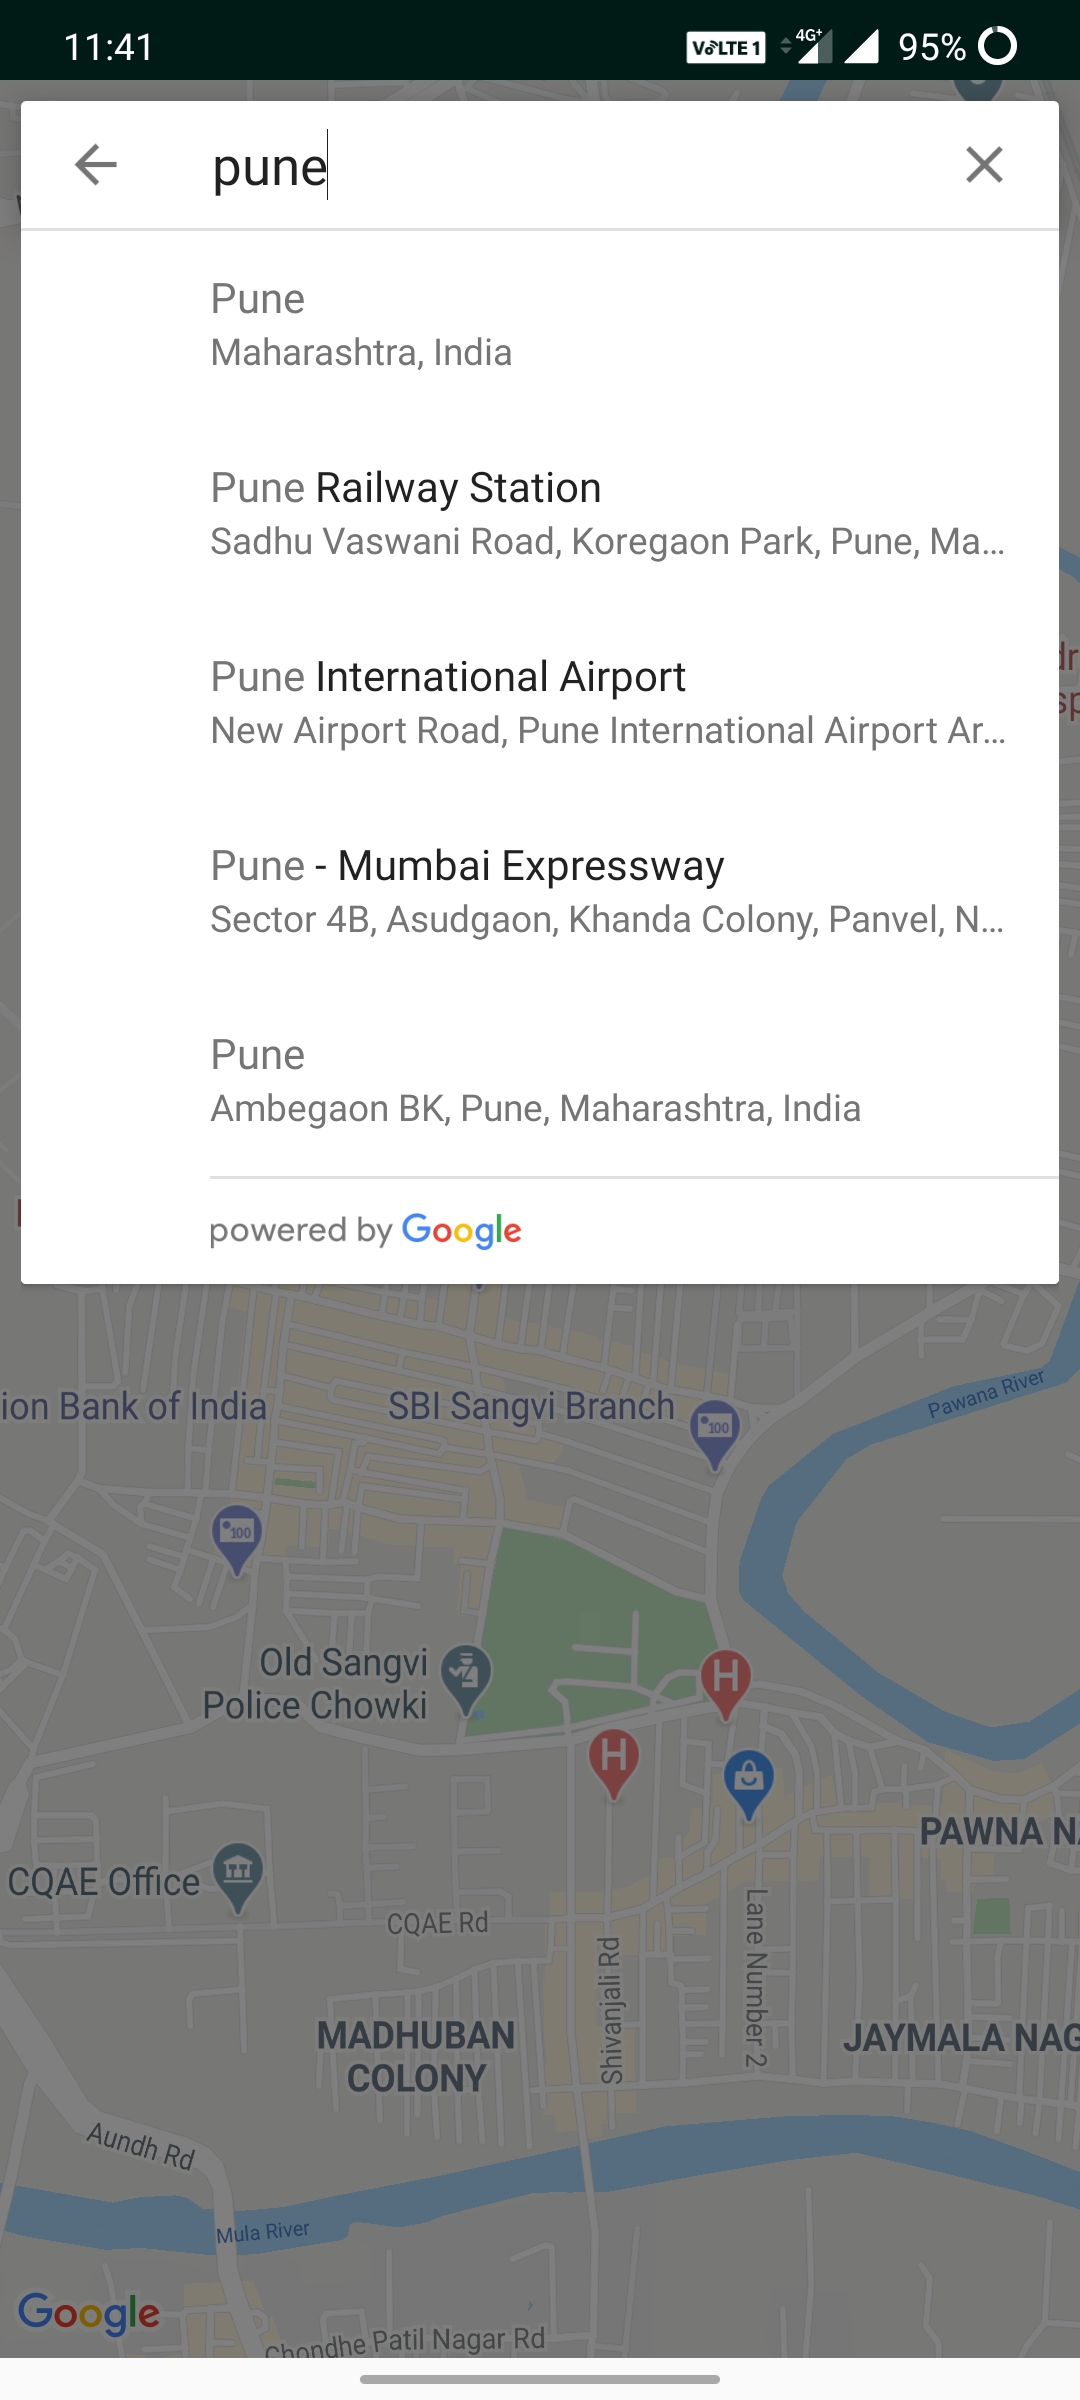 11:41
VoLTE 1 4G+ 95%
pune
Pune
Maharashtra, India
Pune Railway Station
Sadhu Vaswani Road, Koregaon Park, Pune, Ma...
Pune International Airport
New Airport Road, Pune International Airport Ar...
Pune - Mumbai Expressway
Sector 4B, Asudgaon, Khanda Colony, Panvel, N...
Pune
Ambegaon BK, Pune, Maharashtra, India
powered by Google
ion Bank of India
SBI Sangvi Branch
Pawana River
100
100
Old Sangvi
Police Chowki
H
H
PAWNA NA
CQAE Office
CQAE Rd
Lane Number 2
Shivanjali Rd
MADHUBAN
COLONY
JAYMALA NAG
Aundh Rd
Mula River
Google
Chondhe Patil Nagar Rd